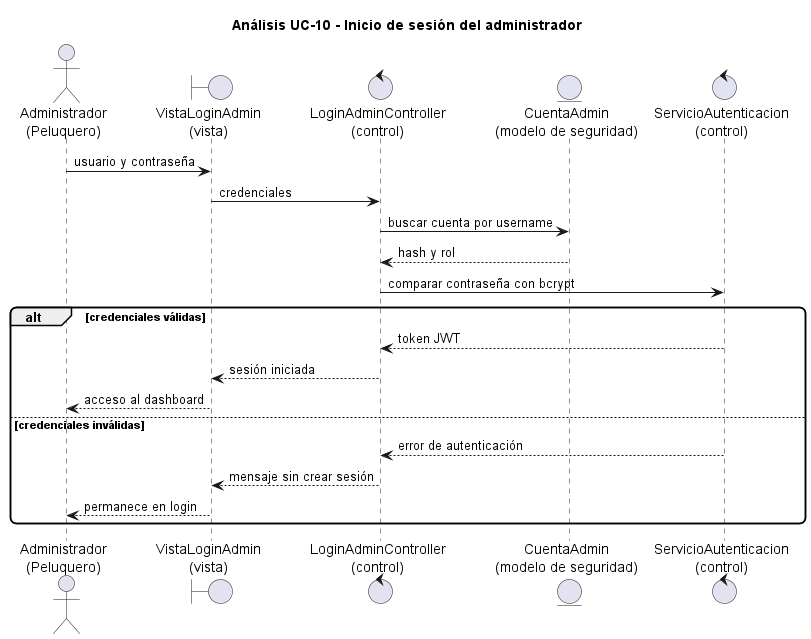 Análisis UC-10 - Inicio de sesión del administrador
Administrador
(Peluquero)
VistaLoginAdmin
(vista)
LoginAdminController
(control)
CuentaAdmin
(modelo de seguridad)
ServicioAutenticacion
(control)
usuario y contraseña
credenciales
buscar cuenta por username
hash y rol
comparar contraseña con bcrypt
alt
[credenciales válidas]
token JWT
sesión iniciada
acceso al dashboard
[credenciales inválidas]
error de autenticación
mensaje sin crear sesión
permanece en login
Administrador
(Peluquero)
VistaLoginAdmin
(vista)
LoginAdminController
(control)
CuentaAdmin
(modelo de seguridad)
ServicioAutenticacion
(control)